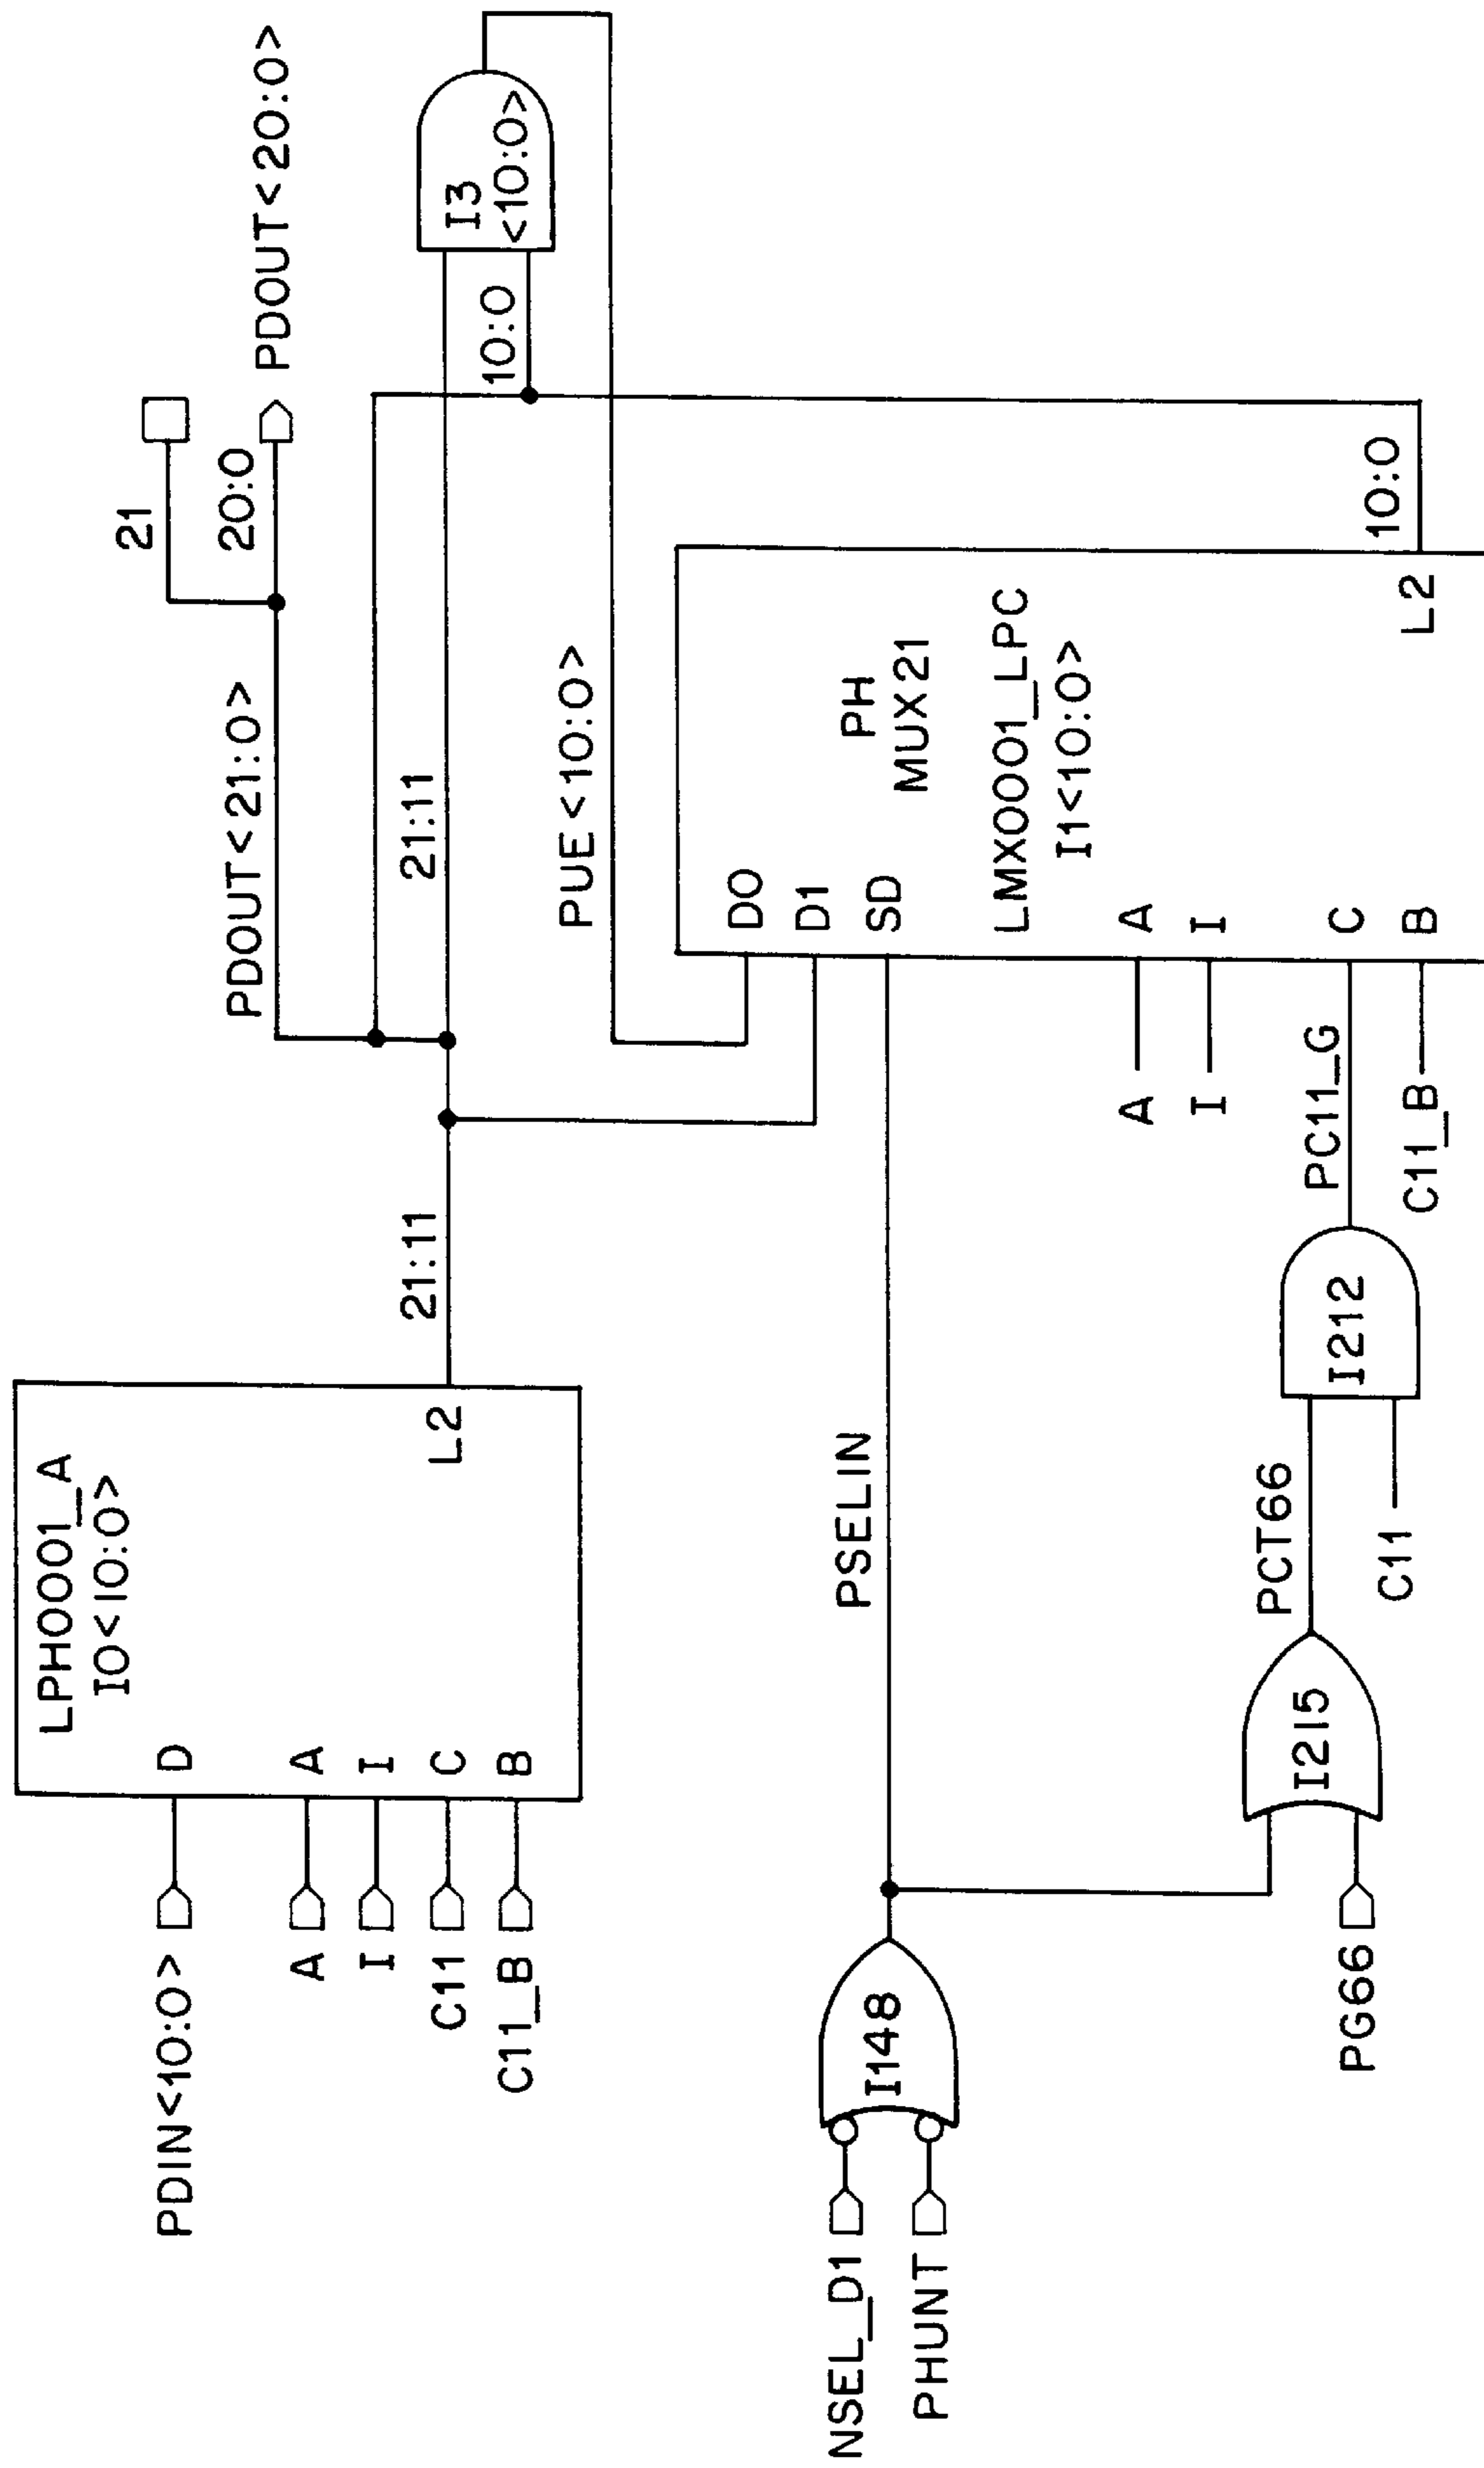 LPH0001_A
I0<10:0>
PDIN<10:0>
D
A
A
I
I
C11
C
C11_B
B
L2
21:11
PDOUT<21:0>
21
20:0
PDOUT<20:0>
21:11
I3
<10:0>
10:0
PUE<10:0>
NSEL_D1
PHUNT
I148
PSELIN
D0
D1
SD
PH
MUX21
LMX0001_LPC
I1<10:0>
A
A
I
I
PC11_G
C
C11_B
B
L2
10:0
PG66
I215
PCT66
C11
I212